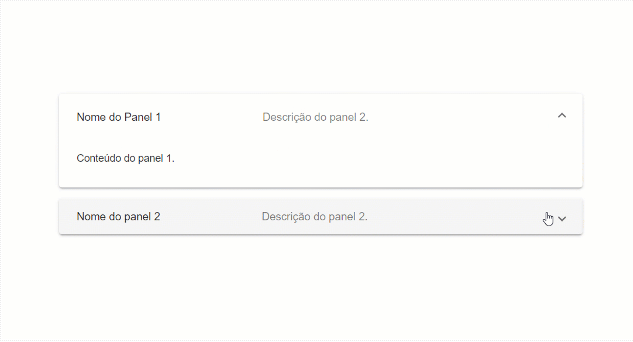 Nome do Panel 1 Descrição do panel 2.
Conteúdo do panel 1.
Nome do panel 2 Descrição do panel 2.